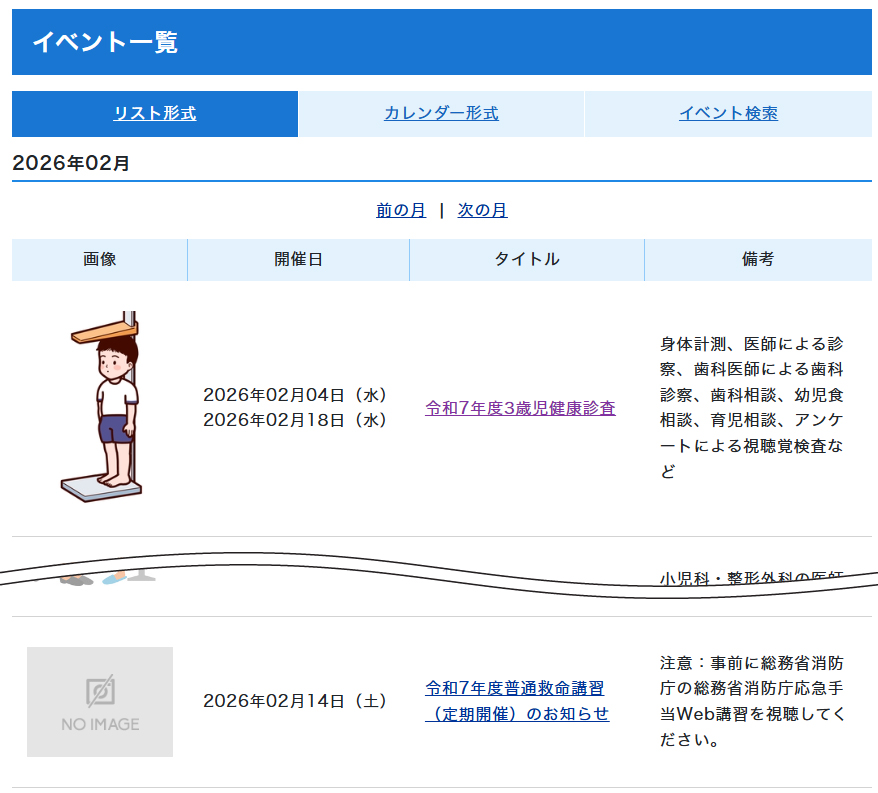 イベント一覧
リスト形式
カレンダー形式
イベント検索
2026年02月
前の月 | 次の月
画像
開催日
タイトル
備考
2026年02月04日（水）
2026年02月18日（水）
令和7年度3歳児健康診査
身体計測、医師による診
察、歯科医師による歯科
診察、歯科相談、幼児食
相談、育児相談、アンケ
ートによる視聴覚検査な
ど
小児科・整形外科の医師
NO IMAGE
2026年02月14日（土）
令和7年度普通救命講習
（定期開催）のお知らせ
注意：事前に総務省消防
庁の総務省消防庁応急手
当Web講習を視聴してく
ださい。